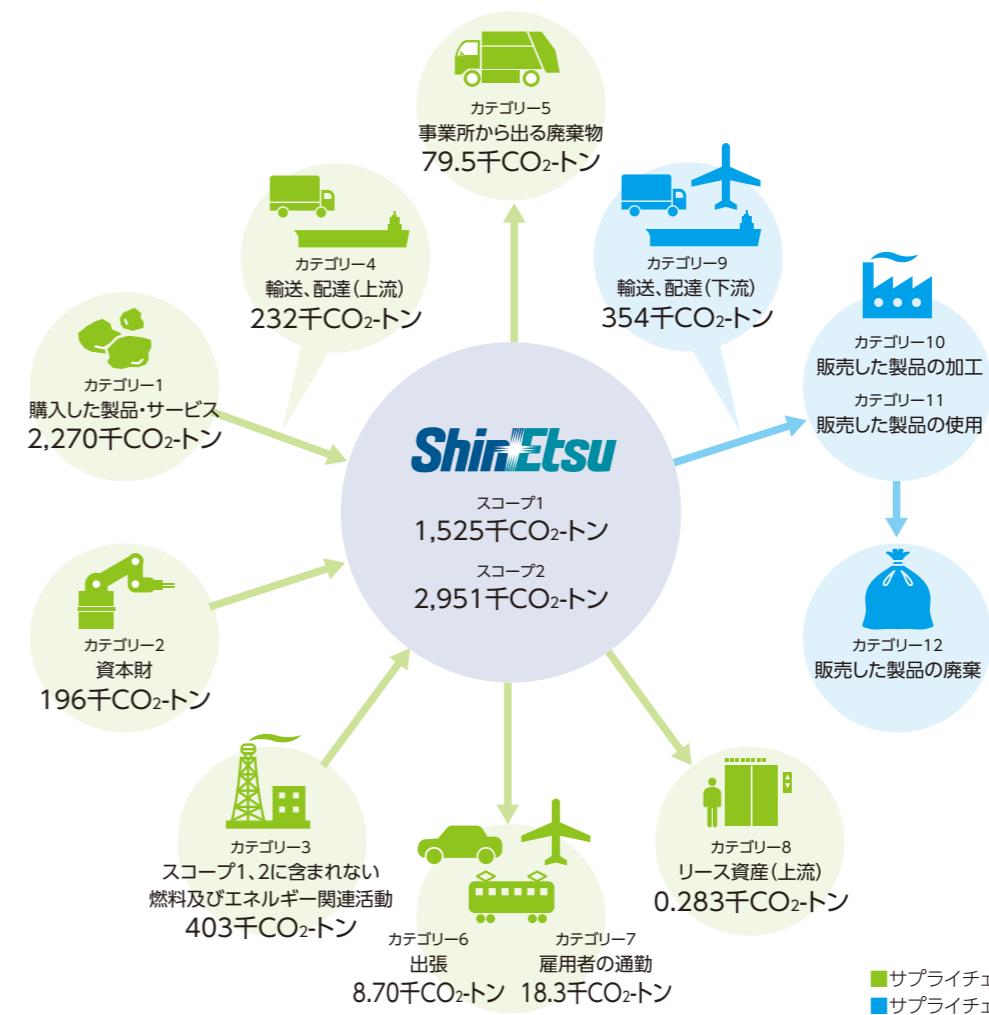 カテゴリー5
事業所から出る廃棄物
79.5千CO2-トン
カテゴリー4
輸送、配達(上流)
232千CO2-トン
カテゴリー9
輸送、配達(下流)
354千CO2-トン
カテゴリー10
販売した製品の加工
カテゴリー11
販売した製品の使用
カテゴリー1
購入した製品・サービス
2,270千CO2-トン
ShinEtsu
スコープ1
1,525千CO2-トン
スコープ2
2,951千CO2-トン
カテゴリー2
資本財
196千CO2-トン
カテゴリー12
販売した製品の廃棄
カテゴリー3
スコープ1、2に含まれない
燃料及びエネルギー関連活動
403千CO2-トン
カテゴリー6
出張
8.70千CO2-トン
カテゴリー7
雇用者の通勤
18.3千CO2-トン
カテゴリー8
リース資産(上流)
0.283千CO2-トン
■サプライチェ
■サプライチェ